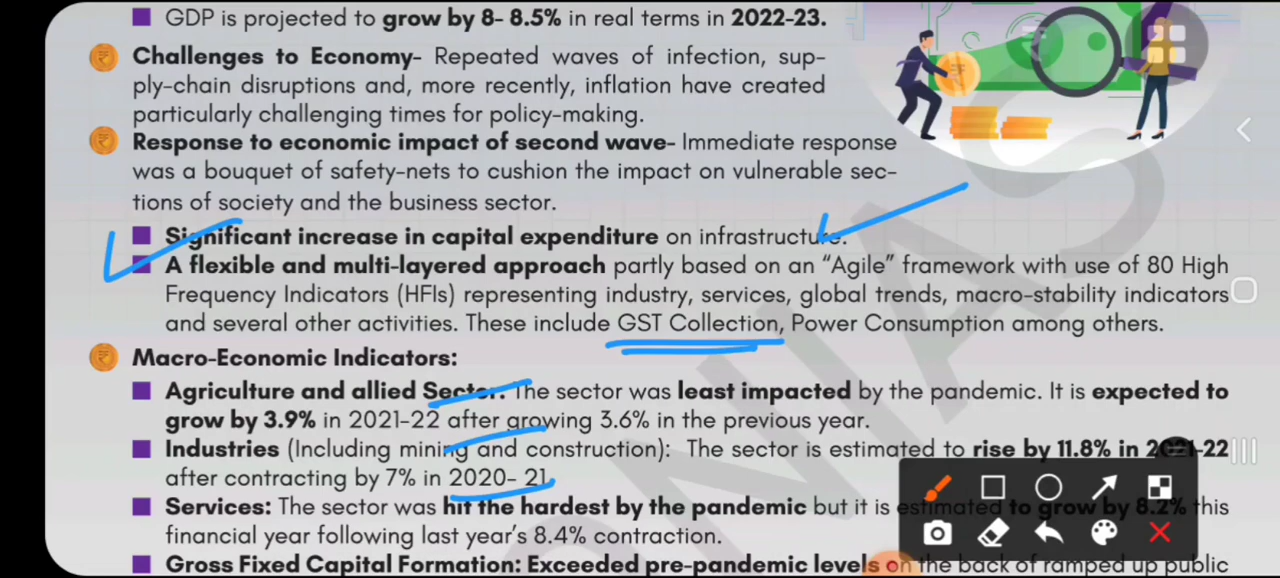 GDP is projected to grow by 8- 8.5% in real terms in 2022-23.
Challenges to Economy- Repeated waves of infection, sup-
ply-chain disruptions and, more recently, inflation have created
particularly challenging times for policy-making.
Response to economic impact of second wave- Immediate response
was a bouquet of safety-nets to cushion the impact on vulnerable sec-
tions of society and the business sector.
Significant increase in capital expenditure on infrastructure.
A flexible and multi-layered approach partly based on an “Agile” framework with use of 80 High
Frequency Indicators (HFIs) representing industry, services, global trends, macro-stability indicators
and several other activities. These include GST Collection, Power Consumption among others.
Macro-Economic Indicators:
Agriculture and allied Sector: The sector was least impacted by the pandemic. It is expected to
grow by 3.9% in 2021-22 after growing 3.6% in the previous year.
Industries (Including mining and construction): The sector is estimated to rise by 11.8% in 2021-22
after contracting by 7% in 2020- 21.
Services: The sector was hit the hardest by the pandemic but it is estimated to grow by 8.2% this
financial year following last year's 8.4% contraction.
Gross Fixed Capital Formation: Exceeded pre-pandemic levels on the back of ramped up public